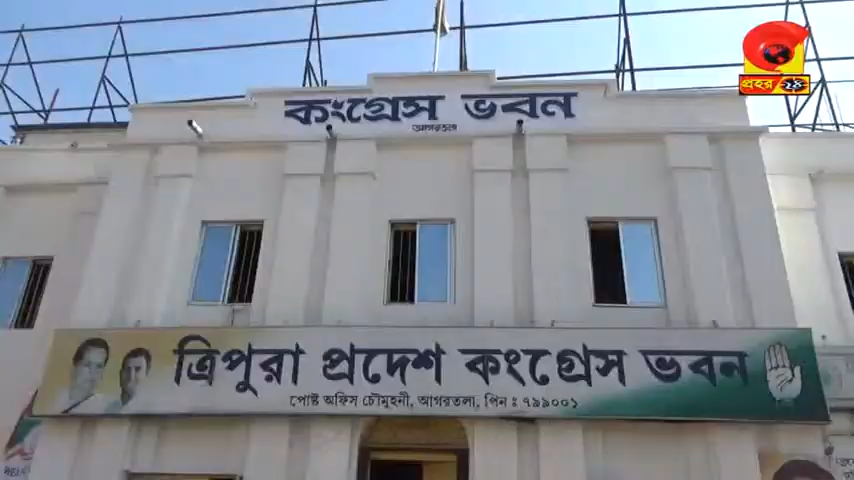 প্রহর ২৪
কংগ্রেস ভবন
আগরতলা
ত্রিপুরা প্রদেশ কংগ্রেস ভবন
পোষ্ট অফিস চৌমুহনী, আগরতলা, পিন : ৭৯৯০০১